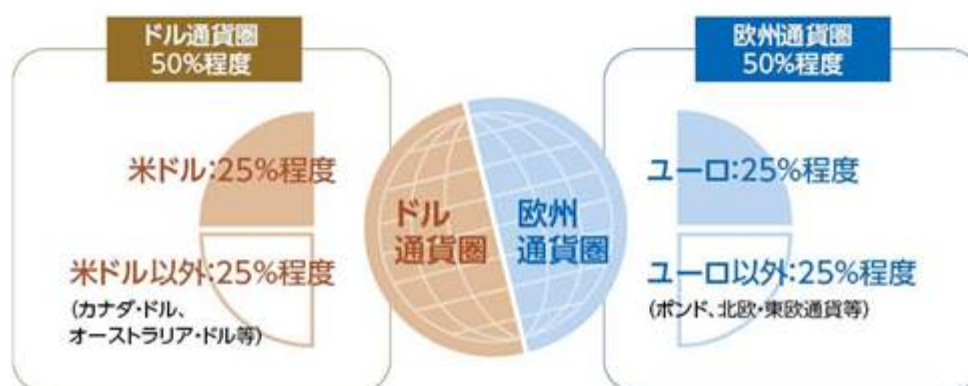 ドル通貨圏
50%程度
米ドル:25%程度
米ドル以外:25%程度
(カナダ・ドル、
オーストラリア・ドル等)
ドル
通貨圏
欧州
通貨圏
欧州通貨圏
50%程度
ユーロ:25%程度
ユーロ以外:25%程度
(ポンド、北欧・東欧通貨等)